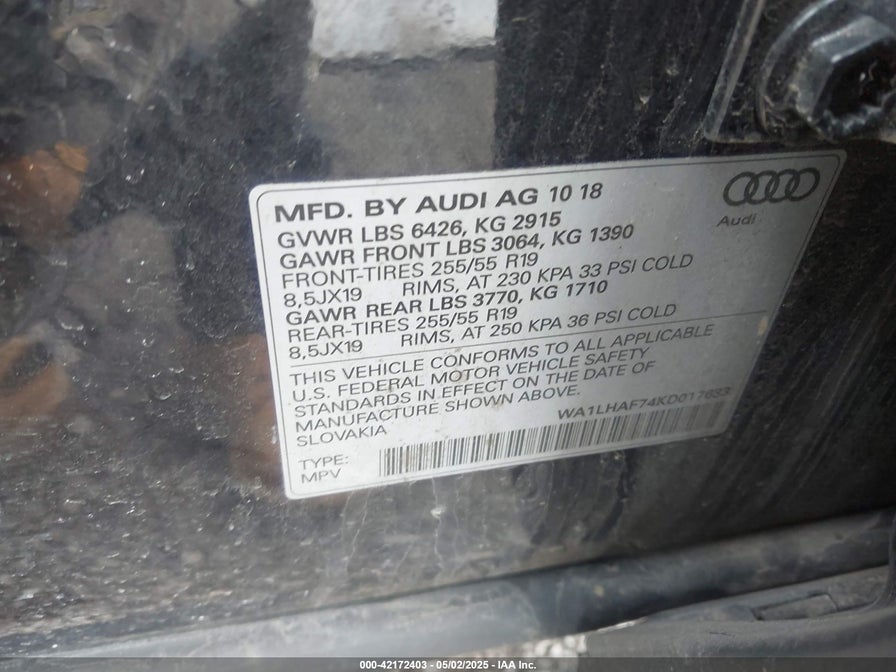 MFD. BY AUDI AG 10 18
Audi
GVWR LBS 6426, KG 2915
GAWR FRONT LBS 3064, KG 1390
FRONT-TIRES 255/55 R19
8,5JX19 RIMS, AT 230 KPA 33 PSI COLD
GAWR REAR LBS 3770, KG 1710
REAR-TIRES 255/55 R19
8,5JX19 RIMS, AT 250 KPA 36 PSI COLD
THIS VEHICLE CONFORMS TO ALL APPLICABLE
U.S. FEDERAL MOTOR VEHICLE SAFETY
STANDARDS IN EFFECT ON THE DATE OF
MANUFACTURE SHOWN ABOVE.
SLOVAKIA
WA1LHAF74KD017633
TYPE:
MPV
000-42172403 - 05/02/2025 - IAA Inc.